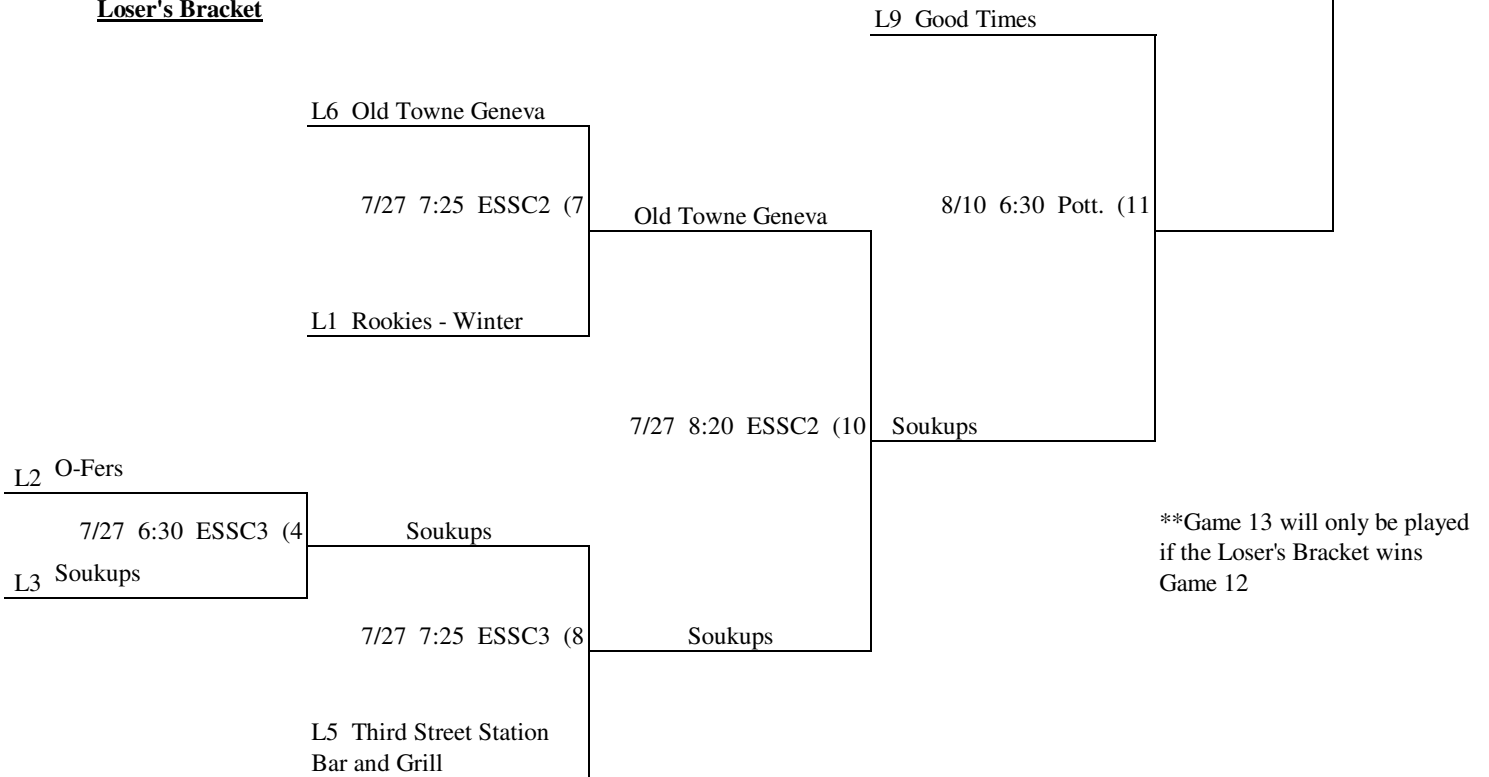 Loser's Bracket
L9 Good Times
L6 Old Towne Geneva
7/27 7:25 ESSC2 (7
Old Towne Geneva
8/10 6:30 Pott. (11
L1 Rookies - Winter
7/27 8:20 ESSC2 (10
Soukups
L2 O-Fers
7/27 6:30 ESSC3 (4
Soukups
L3 Soukups
**Game 13 will only be played
if the Loser's Bracket wins
Game 12
7/27 7:25 ESSC3 (8
Soukups
L5 Third Street Station
Bar and Grill